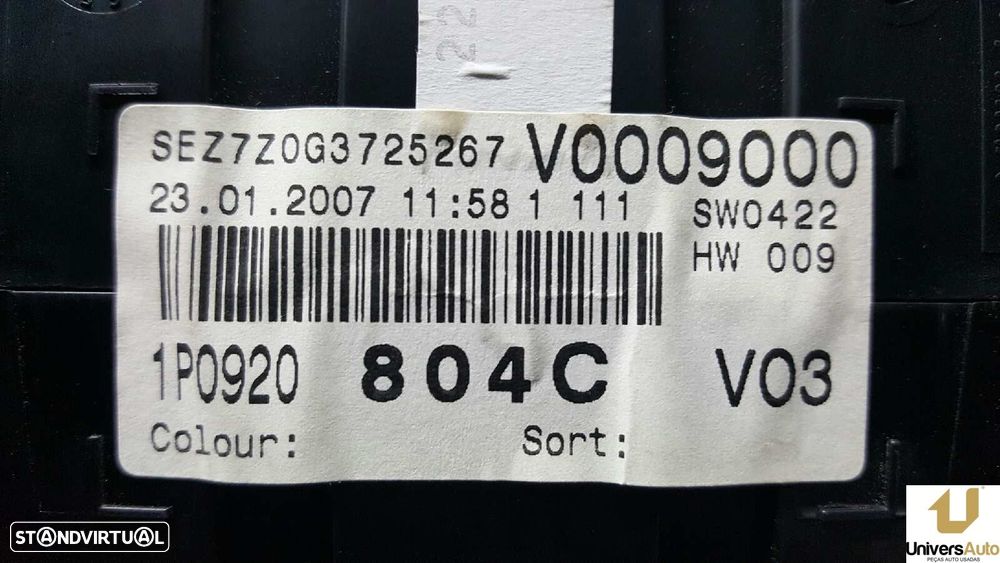 22
SEZ7Z0G3725267 V0009000
23.01.2007 11:58 1 111 SW0422
HW 009
1P0920 804C V03
Colour: Sort:
STANDVIRTUAL
UNIVERSAUTO
PEÇAS AUTO USADAS